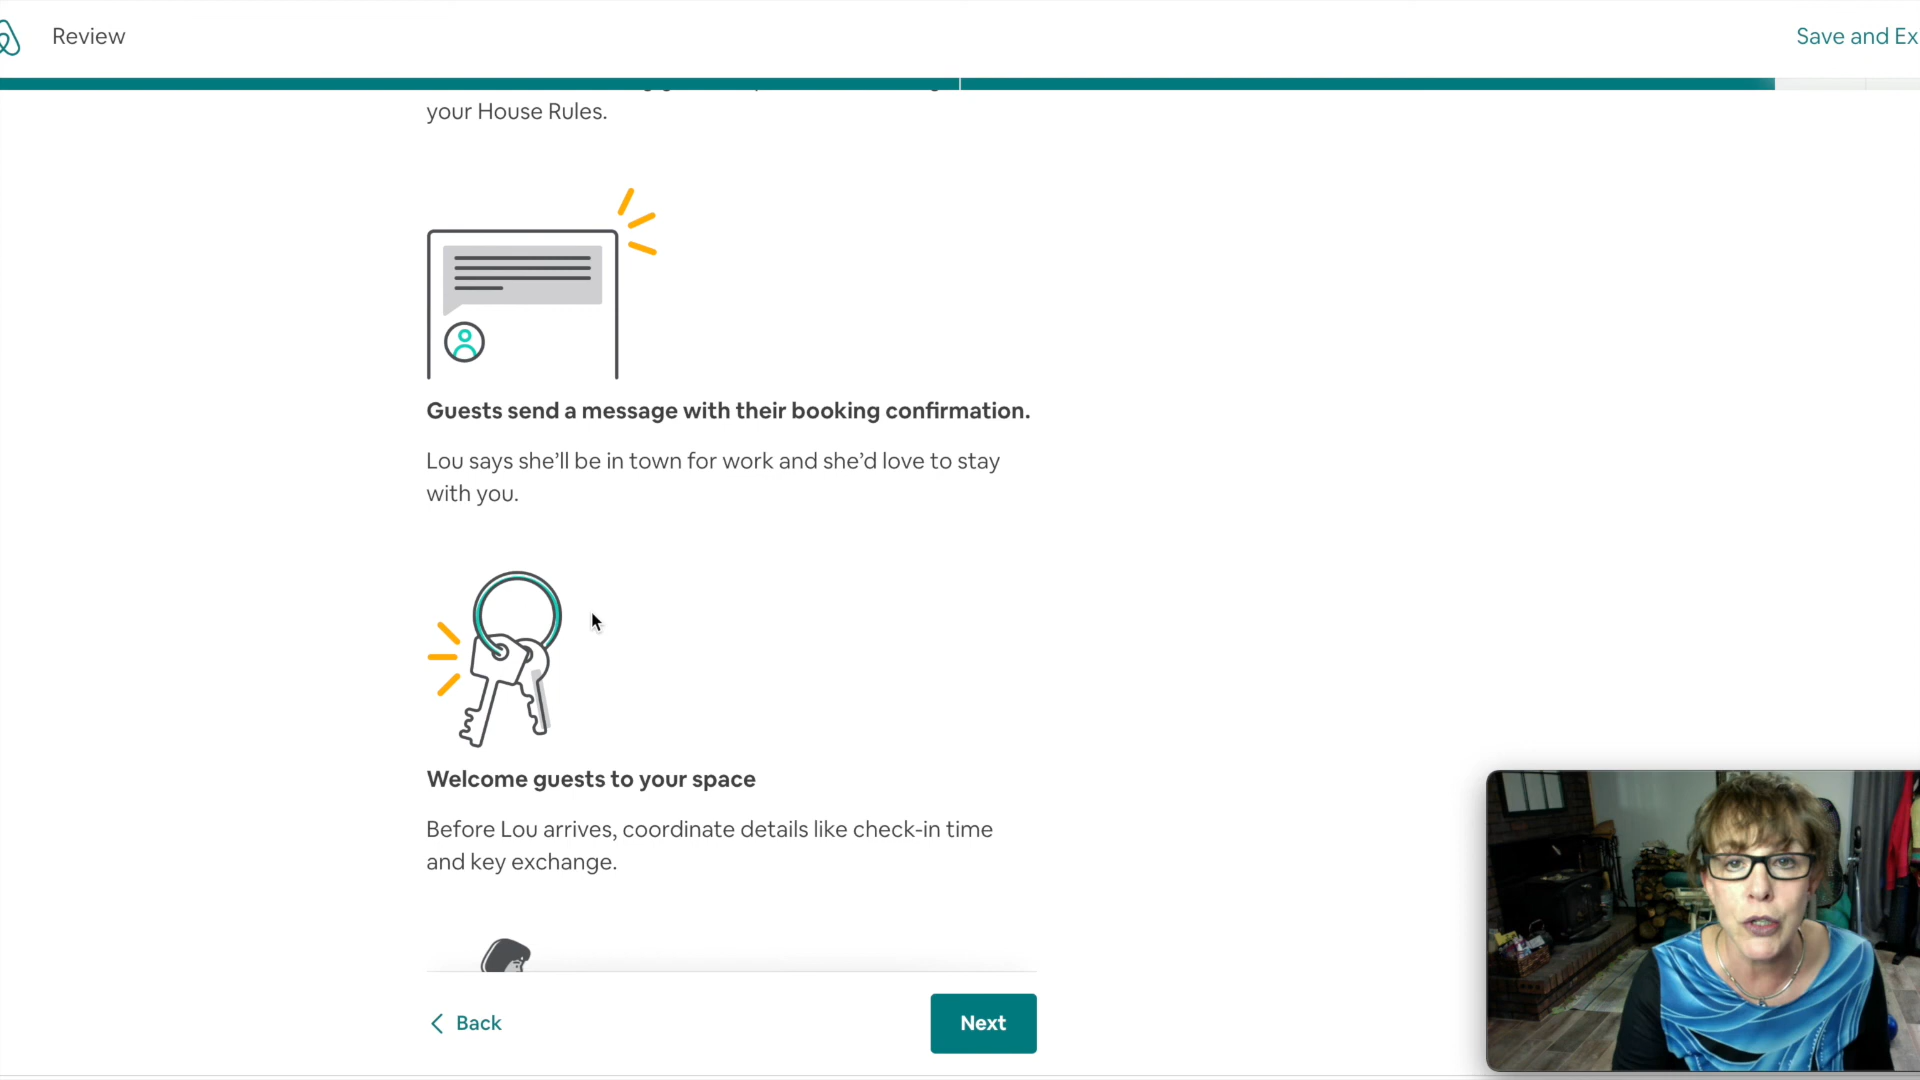 Review
Save and Ex
your House Rules.
Guests send a message with their booking confirmation.
Lou says she’ll be in town for work and she’d love to stay
with you.
Welcome guests to your space
Before Lou arrives, coordinate details like check-in time
and key exchange.
Back
Next